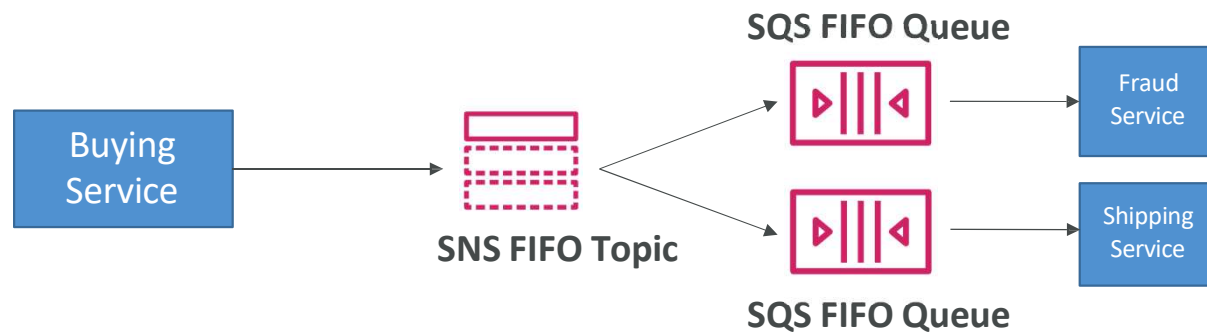 Buying
Service
SNS FIFO Topic
SQS FIFO Queue
Fraud
Service
Shipping
Service
SQS FIFO Queue